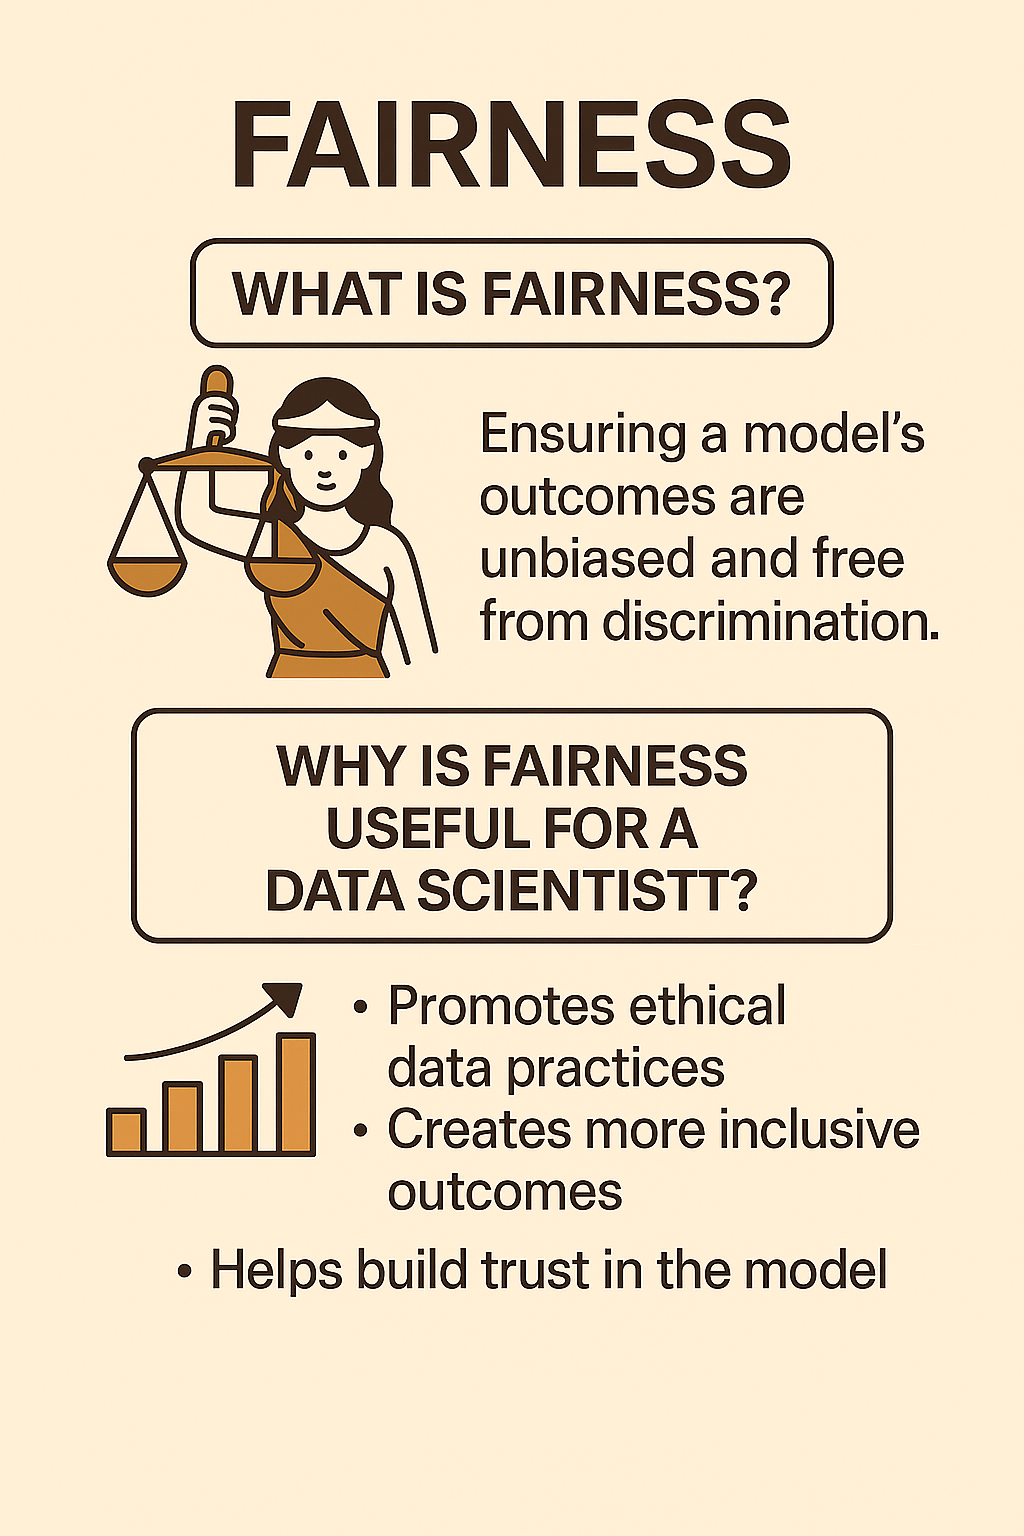 FAIRNESS
WHAT IS FAIRNESS?
Ensuring a model’s
outcomes are
unbiased and free
from discrimination.
WHY IS FAIRNESS
USEFUL FOR A
DATA SCIENTISTT?
• Promotes ethical
data practices
• Creates more inclusive
outcomes
• Helps build trust in the model